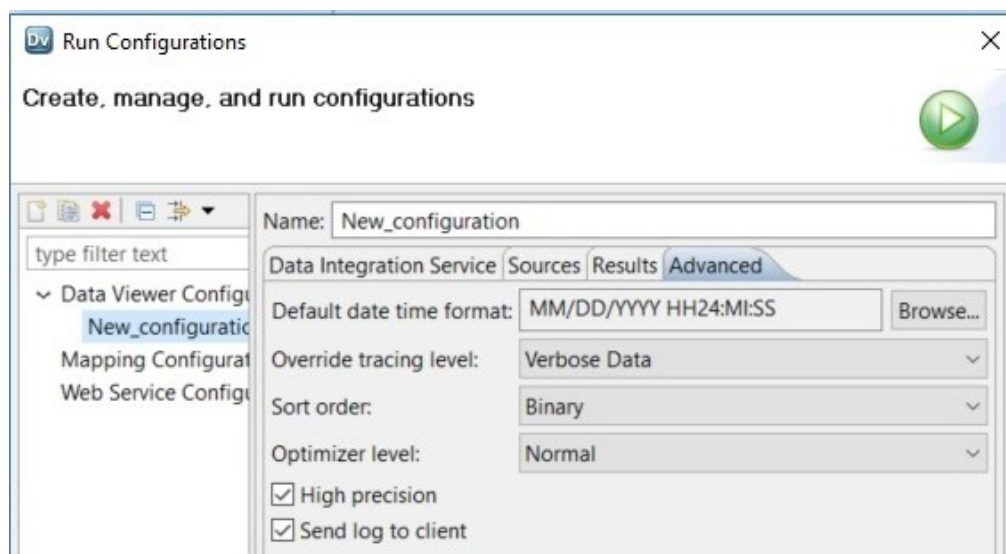 Dv Run Configurations
Create, manage, and run configurations
Name: New_configuration
type filter text
Data Integration Service Sources Results Advanced
Data Viewer Configu
New_configuratic
Mapping Configurat
Web Service Configu
Default date time format: MM/DD/YYYY HH24:MI:SS Browse...
Override tracing level: Verbose Data
Sort order: Binary
Optimizer level: Normal
High precision
Send log to client